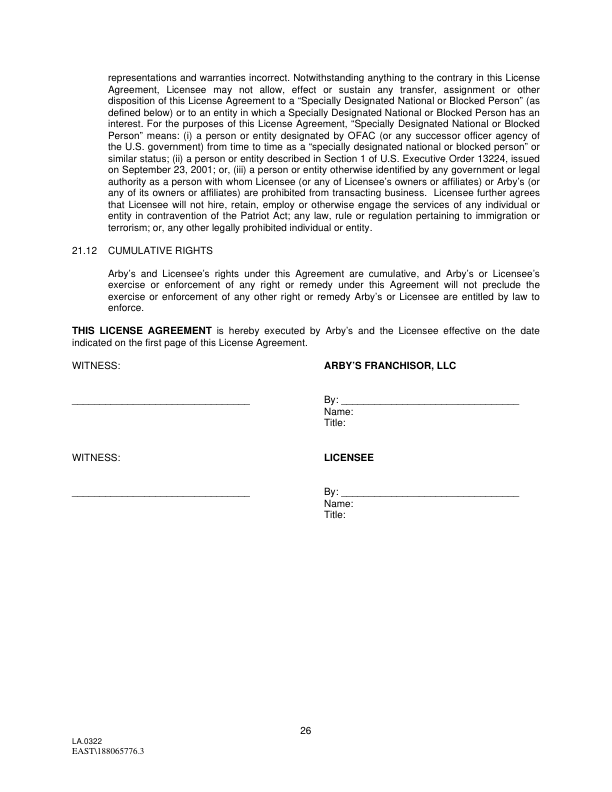 representations and warranties incorrect. Notwithstanding anything to the contrary in this License
Agreement, Licensee may not allow, effect or sustain any transfer, assignment or other
disposition of this License Agreement to a “Specially Designated National or Blocked Person” (as
defined below) or to an entity in which a Specially Designated National or Blocked Person has an
interest. For the purposes of this License Agreement, “Specially Designated National or Blocked
Person” means: (i) a person or entity designated by OFAC (or any successor officer agency of
the U.S. government) from time to time as a “specially designated national or blocked person” or
similar status; (ii) a person or entity described in Section 1 of U.S. Executive Order 13224, issued
on September 23, 2001; or, (iii) a person or entity otherwise identified by any government or legal
authority as a person with whom Licensee (or any of Licensee’s owners or affiliates) or Arby’s (or
any of its owners or affiliates) are prohibited from transacting business. Licensee further agrees
that Licensee will not hire, retain, employ or otherwise engage the services of any individual or
entity in contravention of the Patriot Act; any law, rule or regulation pertaining to immigration or
terrorism; or, any other legally prohibited individual or entity.
21.12 CUMULATIVE RIGHTS
Arby’s and Licensee’s rights under this Agreement are cumulative, and Arby’s or Licensee’s
exercise or enforcement of any right or remedy under this Agreement will not preclude the
exercise or enforcement of any other right or remedy Arby’s or Licensee are entitled by law to
enforce.
THIS LICENSE AGREEMENT is hereby executed by Arby’s and the Licensee effective on the date
indicated on the first page of this License Agreement.
WITNESS: ARBY’S FRANCHISOR, LLC
________________________________ By: ________________________________
Name:
Title:
WITNESS: LICENSEE
________________________________ By: ________________________________
Name:
Title:
26
LA.0322
EAST\188065776.3